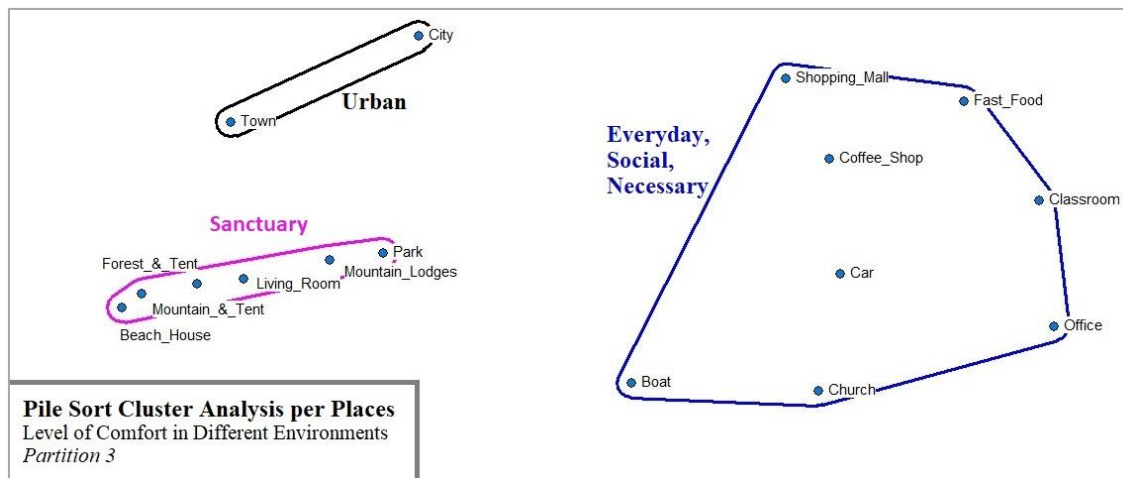 City
Urban
Town
Sanctuary
Park
Forest_&_Tent
Mountain_Lodges
Living_Room
Mountain_&_Tent
Beach_House
Shopping_Mall
Fast_Food
Everyday,
Social,
Necessary
Coffee_Shop
Classroom
Car
Office
Boat
Church
Pile Sort Cluster Analysis per Places
Level of Comfort in Different Environments
Partition 3